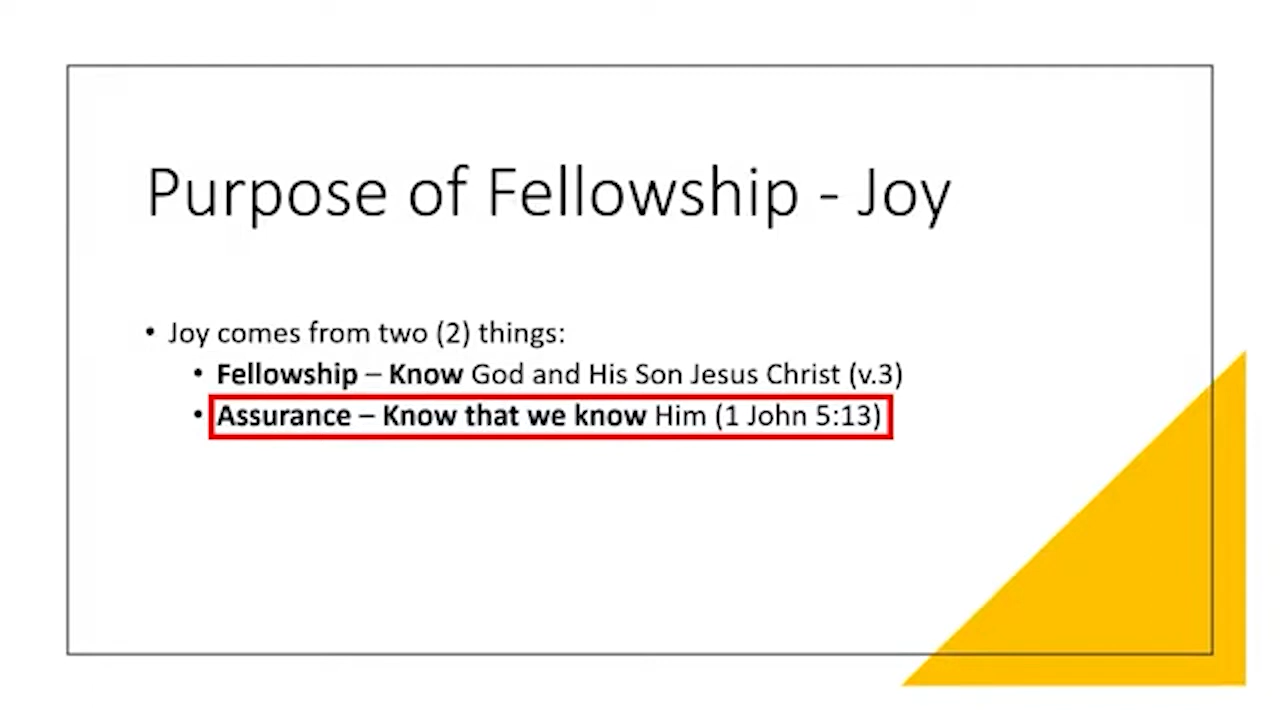 Purpose of Fellowship - Joy
• Joy comes from two (2) things:
• Fellowship – Know God and His Son Jesus Christ (v.3)
• Assurance – Know that we know Him (1 John 5:13)